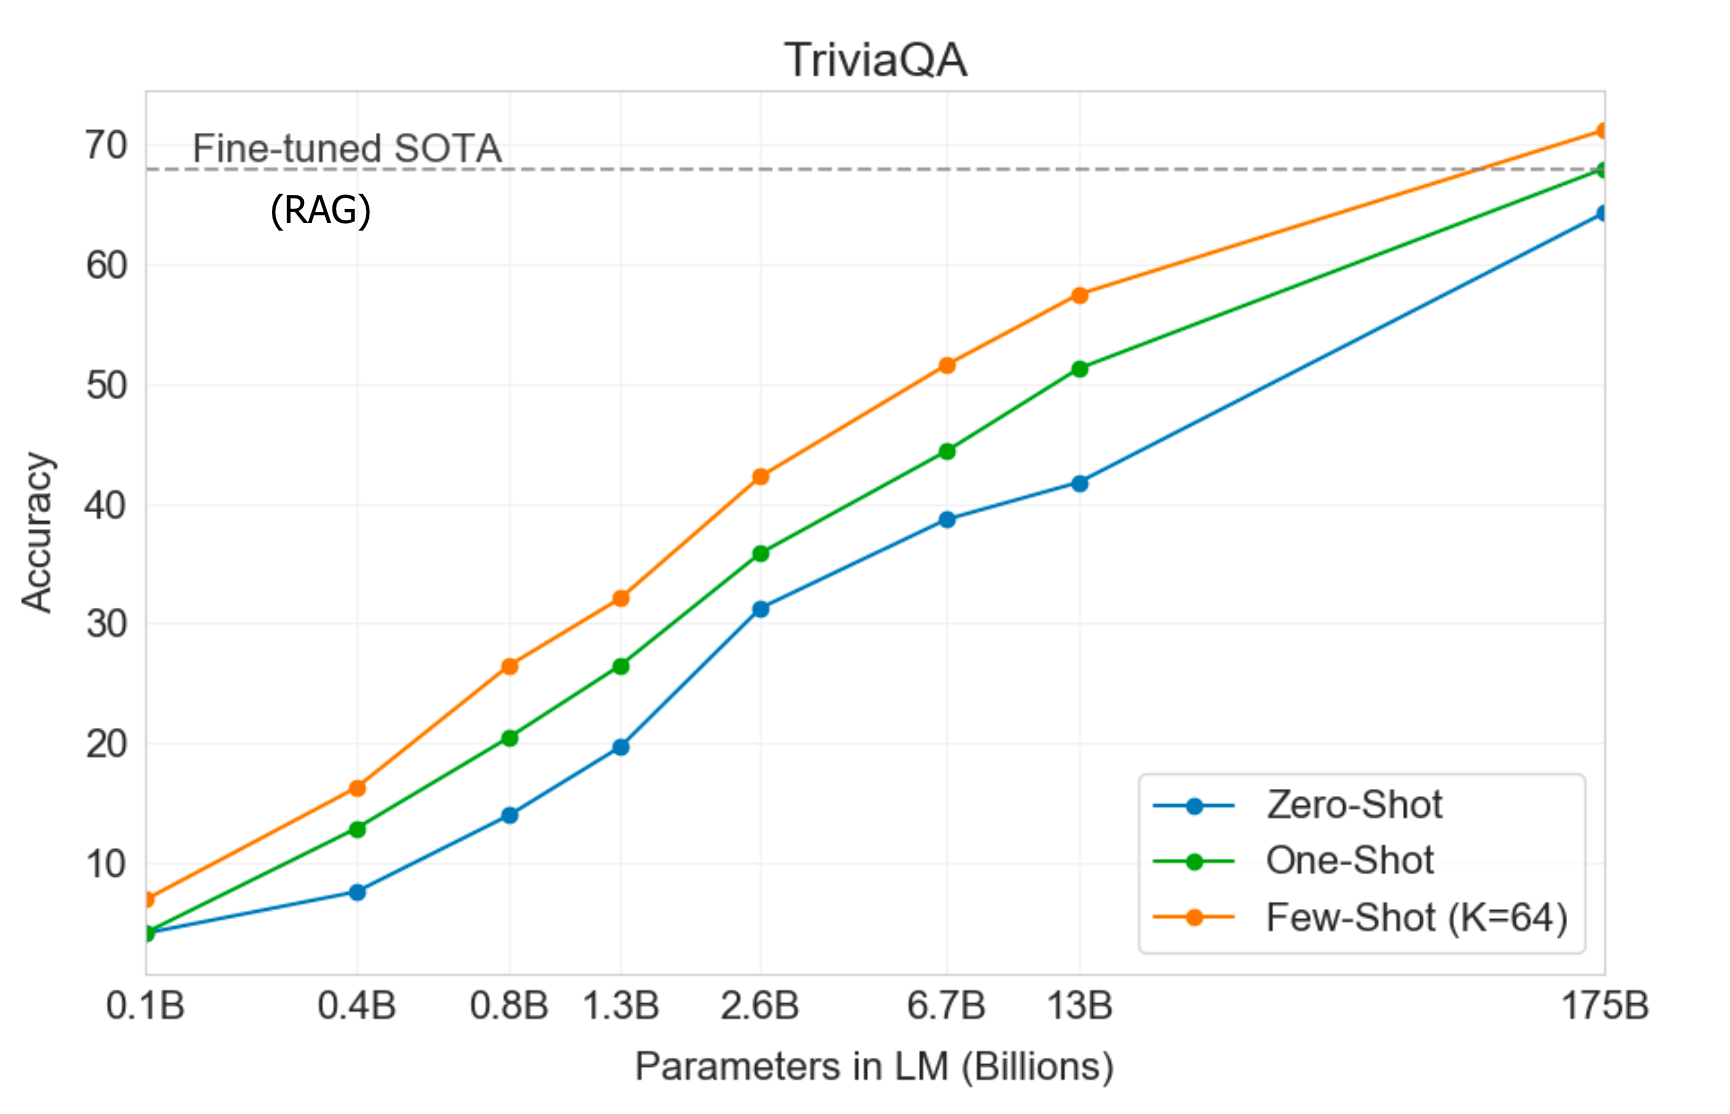 TriviaQA
70
Fine-tuned SOTA
(RAG)
60
50
40
30
20
10
Accuracy
Zero-Shot
One-Shot
Few-Shot (K=64)
0.1B 0.4B 0.8B 1.3B 2.6B 6.7B 13B 175B
Parameters in LM (Billions)